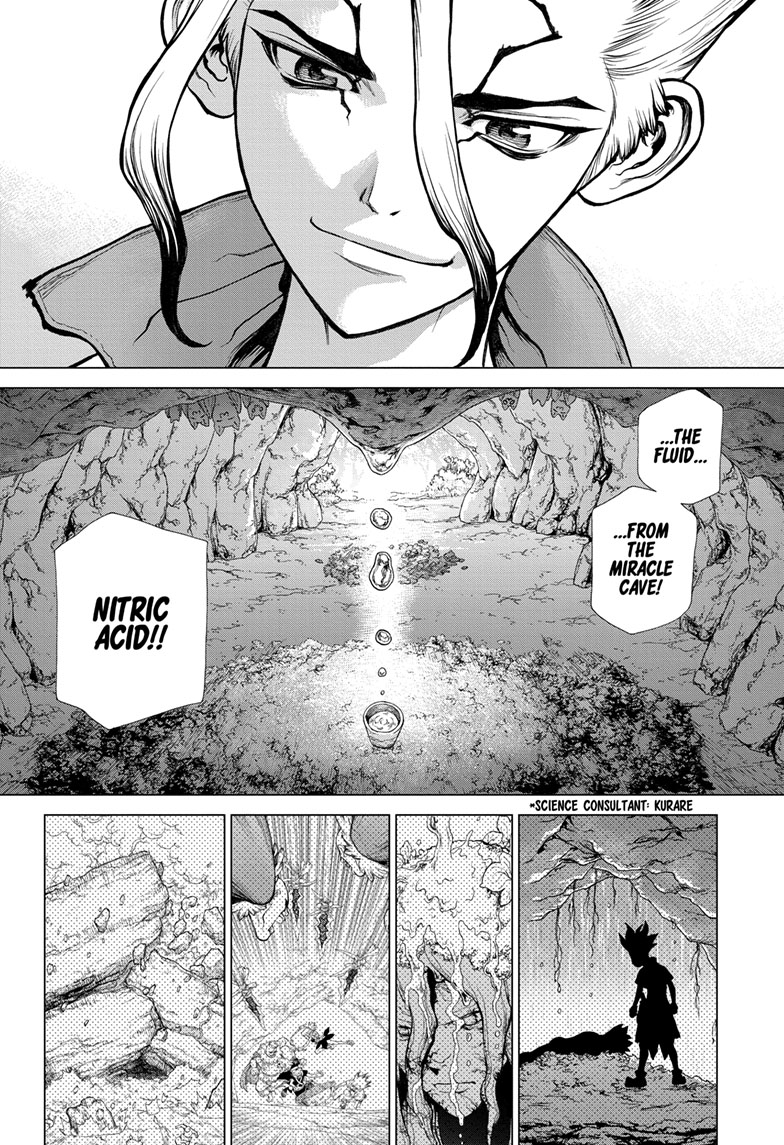 ...THE
FLUID...
...FROM
THE
MIRACLE
CAVE!
NITRIC
ACID!!
*SCIENCE CONSULTANT: KURARE